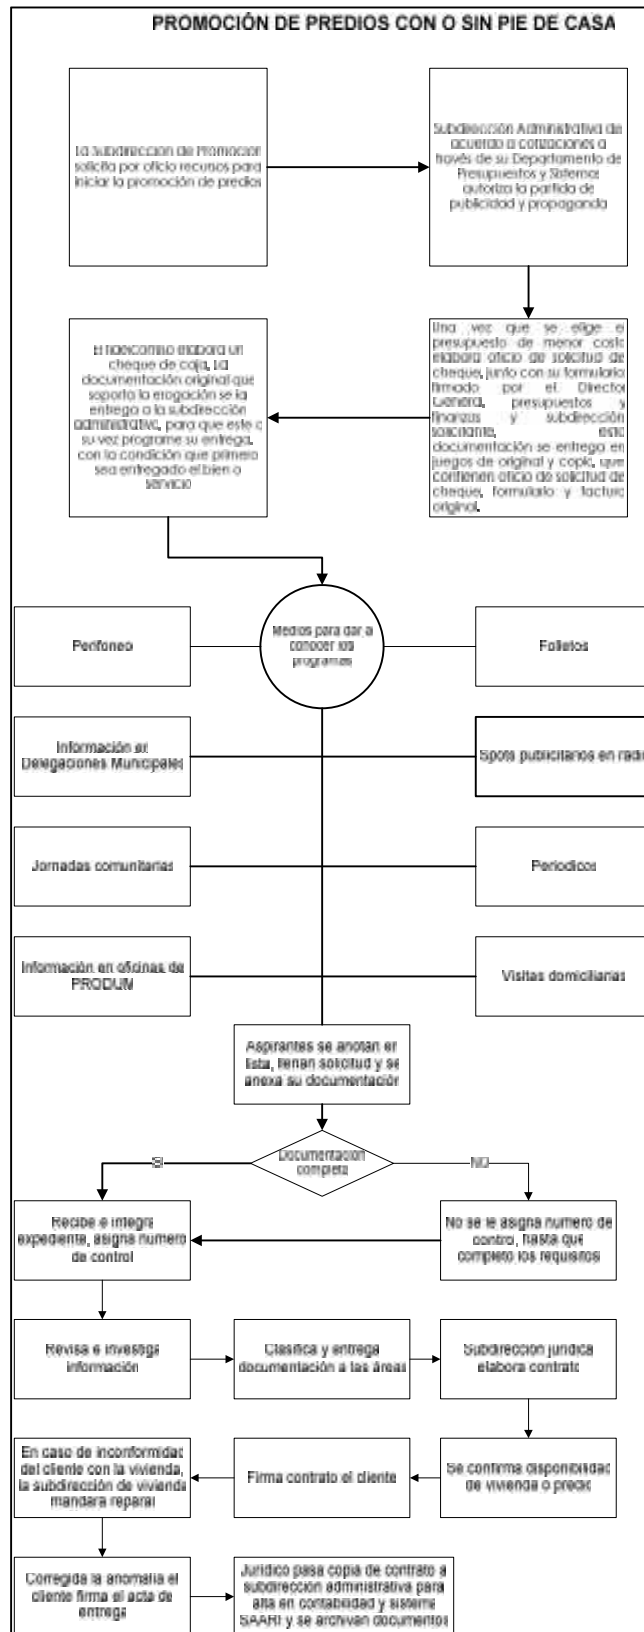 PROMOCIÓN DE PREDIOS CON O SIN PIE DE CASA
La Subdirección de Promoción
solicita por oficio recursos para
iniciar la promoción de predios
Subdirección Administrativa de
acuerdo a cotizaciones a
través de su Departamento de
Presupuestos y Sistemas
autoriza la partida de
publicidad y propaganda
El fideicomiso elabora un
cheque de caja, La
documentación original que
soporta la erogación se la
entrega a la subdirección
administrativa, para que este a
su vez programe su entrega,
con la condición que primero
sea entregado el bien o
servicio
Una vez que se elige el
presupuesto de menor costo
elabora oficio de solicitud de
cheque, junto con su formulario
firmado por el Director
General, presupuestos y
finanzas y subdirección
solicitante, esta
documentación se entrega en
juegos de original y copia, que
contienen oficio de solicitud de
cheque, formulario y factura
original.
Medios para dar a
conocer los
programas
Perifoneo
Folletos
Información en
Delegaciones Municipales
Spots publicitarios en radio
Jornadas comunitarias
Periodicos
Información en oficinas de
PRODUM
Visitas domiciliarias
Aspirantes se anotan en
lista, llenan solicitud y se
anexa su documentación
Documentación
completa
SI
NO
Recibe e integra
expediente, asigna numero
de control
No se le asigna numero de
control, hasta que
completo los requisitos
Revisa e investiga
información
Clasifica y entrega
documentación a las áreas
Subdirección jurídica
elabora contrato
En caso de inconformidad
del cliente con la vivienda,
la subdirección de vivienda
mandara reparar
Firma contrato el cliente
Se confirma disponibilidad
de vivienda o predio
Corregida la anomalía el
cliente firma el acta de
entrega
Jurídico pasa copia de contrato a
subdirección administrativa para
alta en contabilidad y sistema
SAARI y se archivan documentos